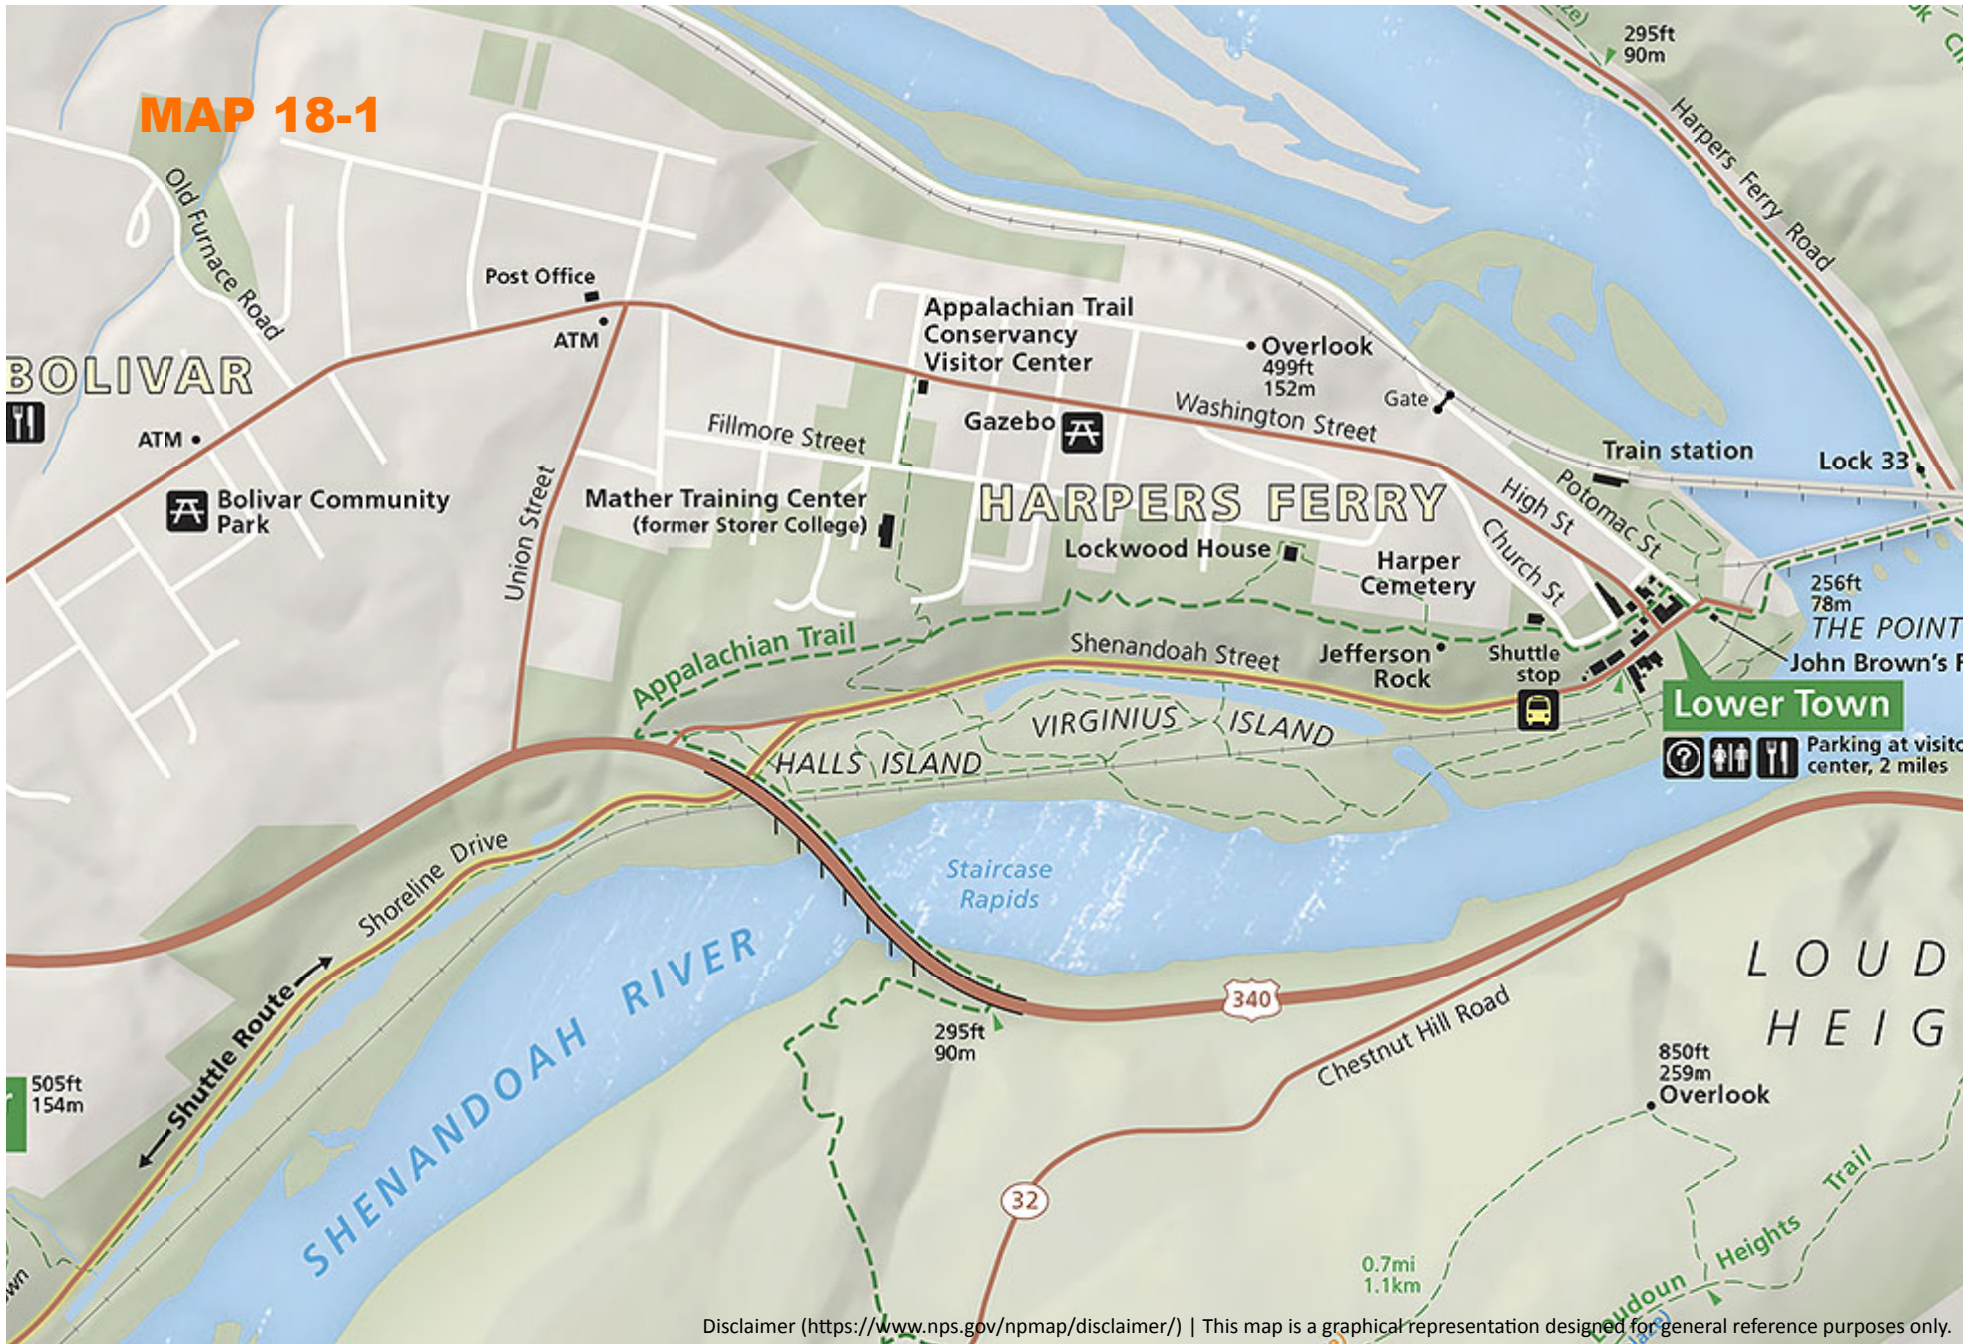 MAP 18-1
295ft
90m
Harpers Ferry Road
Old Furnace Road
Post Office
ATM
BOLIVAR
ATM
Bolivar Community
Park
Union Street
Appalachian Trail
Conservancy
Visitor Center
Overlook
499ft
152m
Gate
Fillmore Street
Gazebo
Washington Street
Train station
Lock 33
Mather Training Center
(former Storer College)
HARPERS FERRY
High St
Potomac St
Church St
Lockwood House
Harper
Cemetery
256ft
78m
THE POINT
John Brown's F
Appalachian Trail
Shenandoah Street
Jefferson
Rock
Shuttle
stop
Lower Town
?
Parking at visito
center, 2 miles
VIRGINIUS ISLAND
HALLS ISLAND
Shoreline Drive
Staircase
Rapids
SHENANDOAH RIVER
Shuttle Route
340
LOUD
HEIG
295ft
90m
Chestnut Hill Road
850ft
259m
Overlook
r
505ft
154m
32
0.7mi
1.1km
Loudoun Heights Trail
own
Disclaimer (https://www.nps.gov/npmap/disclaimer/) | This map is a graphical representation designed for general reference purposes only.